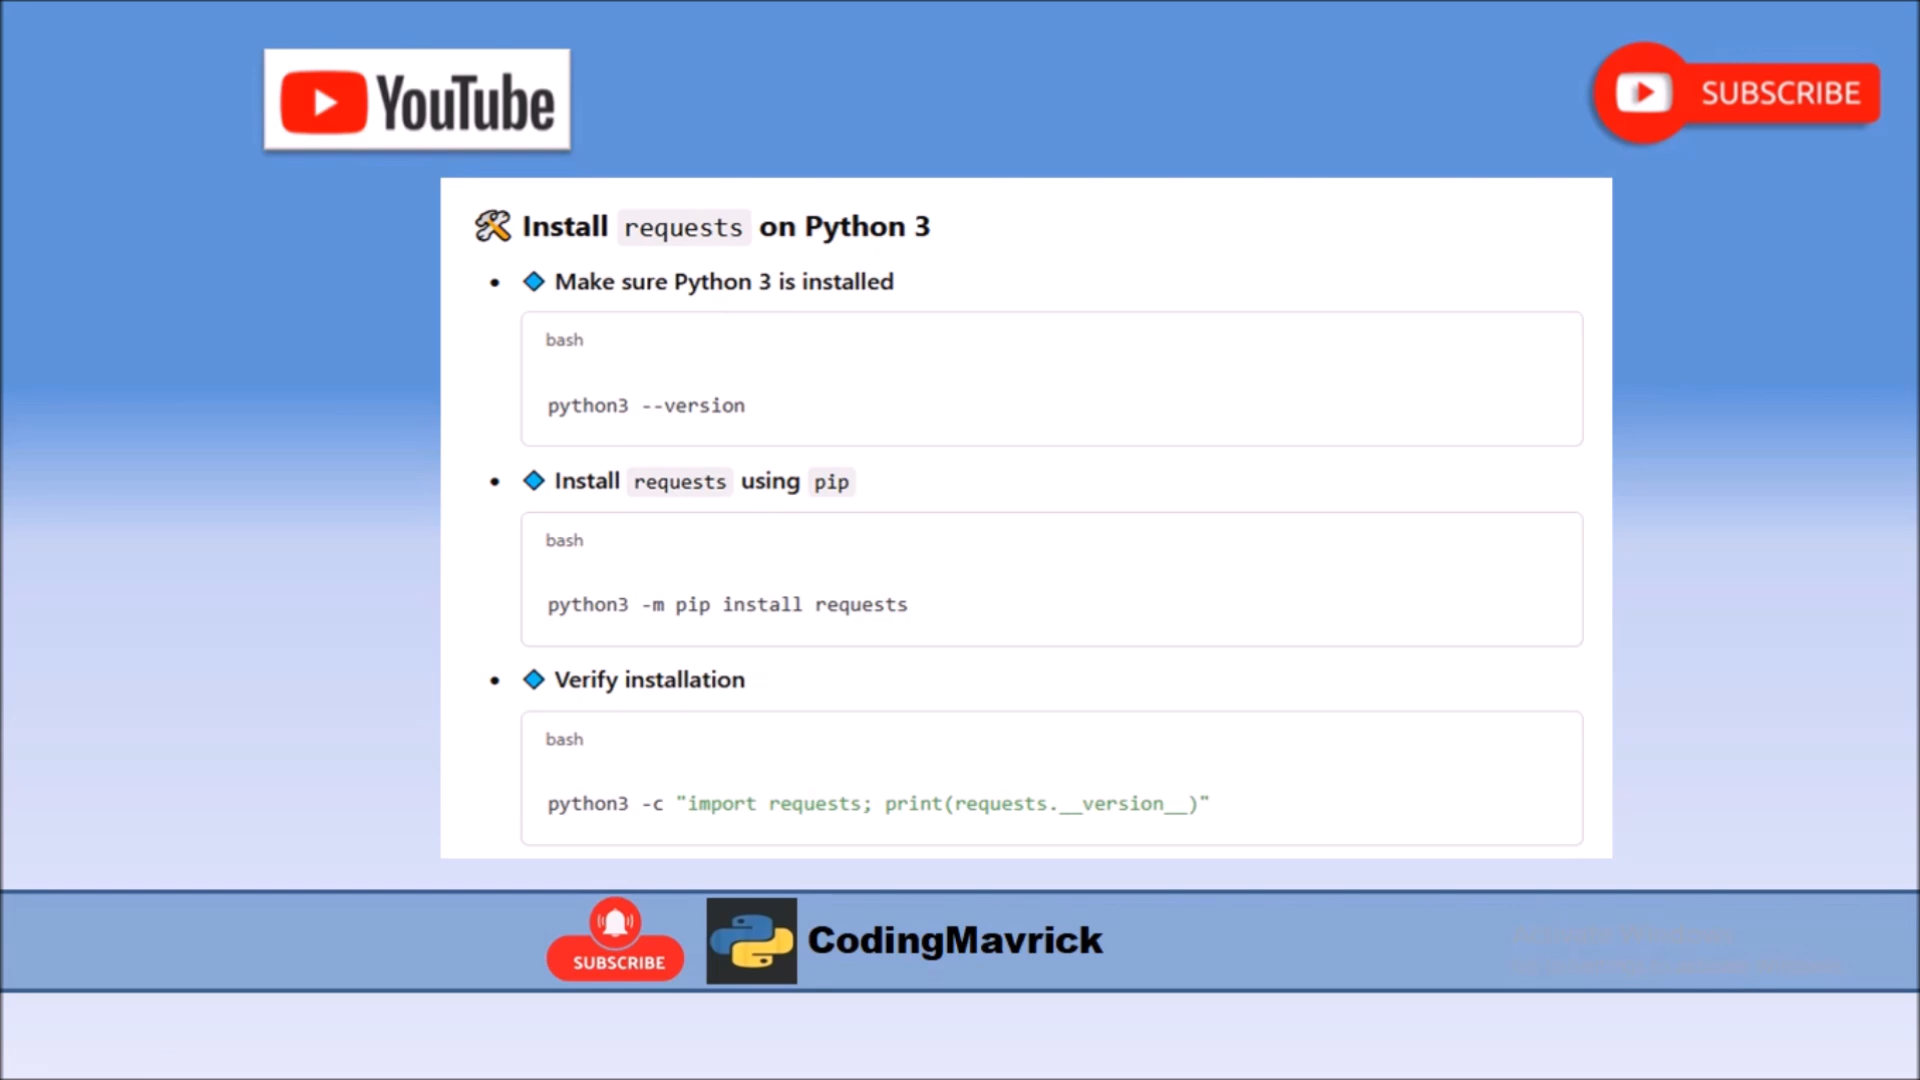 YouTube
SUBSCRIBE
Install requests on Python 3
Make sure Python 3 is installed
bash
python3 --version
Install requests using pip
bash
python3 -m pip install requests
Verify installation
bash
python3 -c "import requests; print(requests.__version__)"
SUBSCRIBE
CodingMavrick